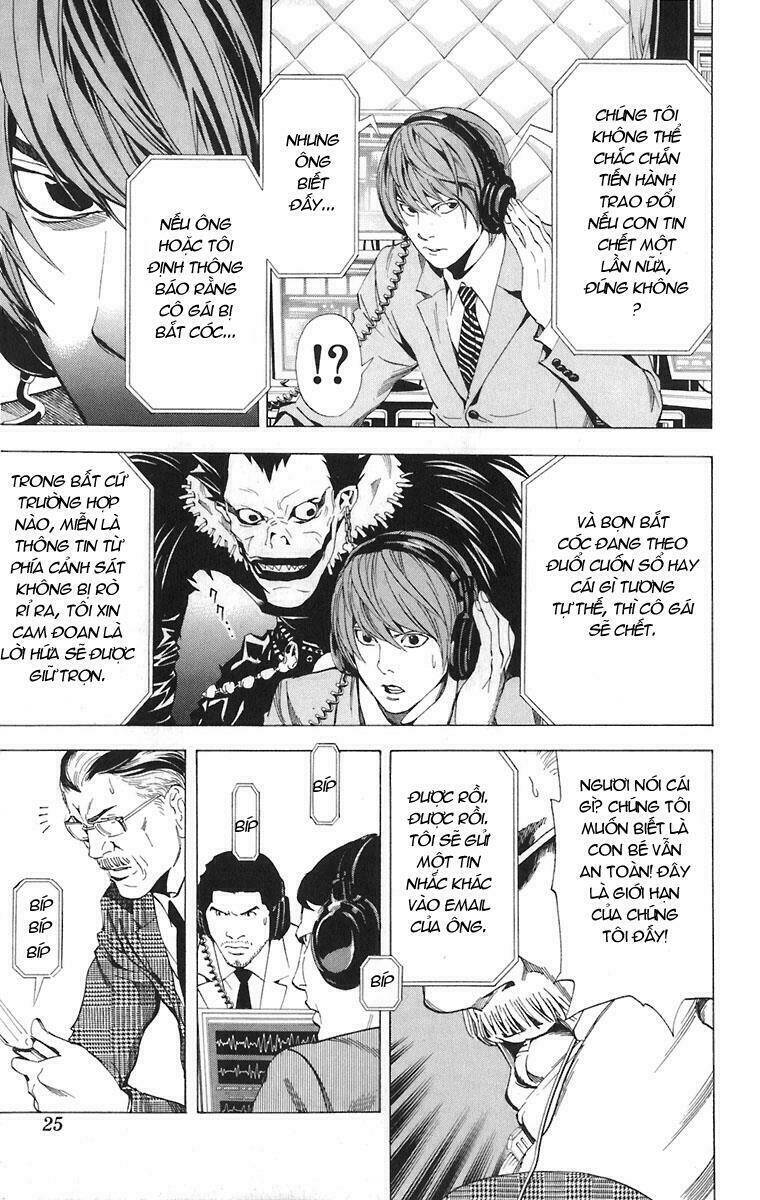 CHÚNG TÔI
KHÔNG THỂ
CHẮC CHẮN
TIẾN HÀNH
TRAO ĐỔI
NẾU CON TIN
CHẾT MỘT
LẦN NỮA,
ĐÚNG KHÔNG
?
NHƯNG
ÔNG
BIẾT
ĐẤY...
!?
NẾU ÔNG
HOẶC TÔI
ĐỊNH THÔNG
BÁO RẰNG
CÔ GÁI BỊ
BẮT CÓC...
VÀ BỌN BẮT
CÓC ĐANG THEO
ĐUỔI CUỐN SỔ HAY
CÁI GÌ TƯƠNG
TỰ THẾ, THÌ CÔ GÁI
SẼ CHẾT.
TRONG BẤT CỨ
TRƯỜNG HỢP
NÀO, MIỄN LÀ
THÔNG TIN TỪ
PHÍA CẢNH SÁT
KHÔNG BỊ RÒ
RỈ RA, TÔI XIN
CAM ĐOAN LÀ
LỜI HỨA SẼ ĐƯỢC
GIỮ TRỌN.
NGƯƠI NÓI CÁI
GÌ? CHÚNG TÔI
MUỐN BIẾT LÀ
CON BÉ VẪN
AN TOÀN! ĐÂY
LÀ GIỚI HẠN
CỦA CHÚNG
TÔI ĐẤY!
ĐƯỢC RỒI.
ĐƯỢC RỒI.
TÔI SẼ GỬI
MỘT TIN
NHẮC KHÁC
VÀO EMAIL
CỦA ÔNG.
BÍP
BÍP
BÍP
BÍP
BÍP
BÍP
25